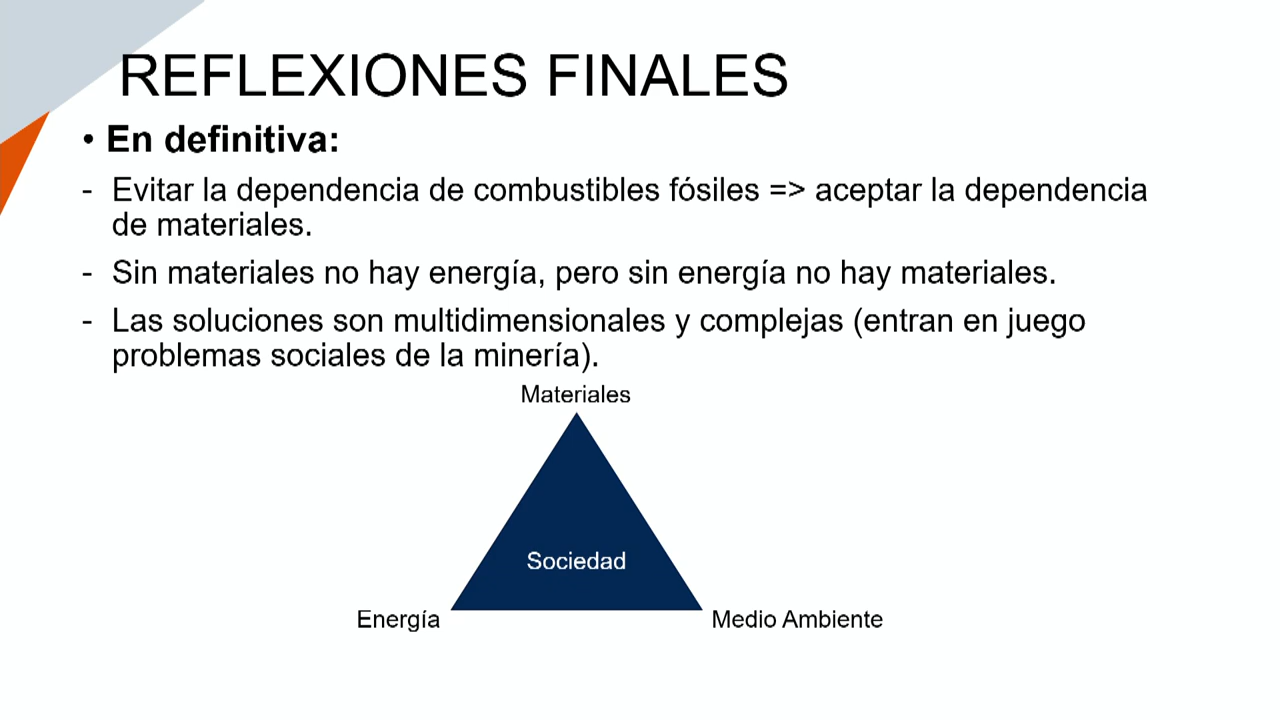 REFLEXIONES FINALES
• En definitiva:
- Evitar la dependencia de combustibles fósiles => aceptar la dependencia
de materiales.
- Sin materiales no hay energía, pero sin energía no hay materiales.
- Las soluciones son multidimensionales y complejas (entran en juego
problemas sociales de la minería).
Materiales
Sociedad
Energía
Medio Ambiente